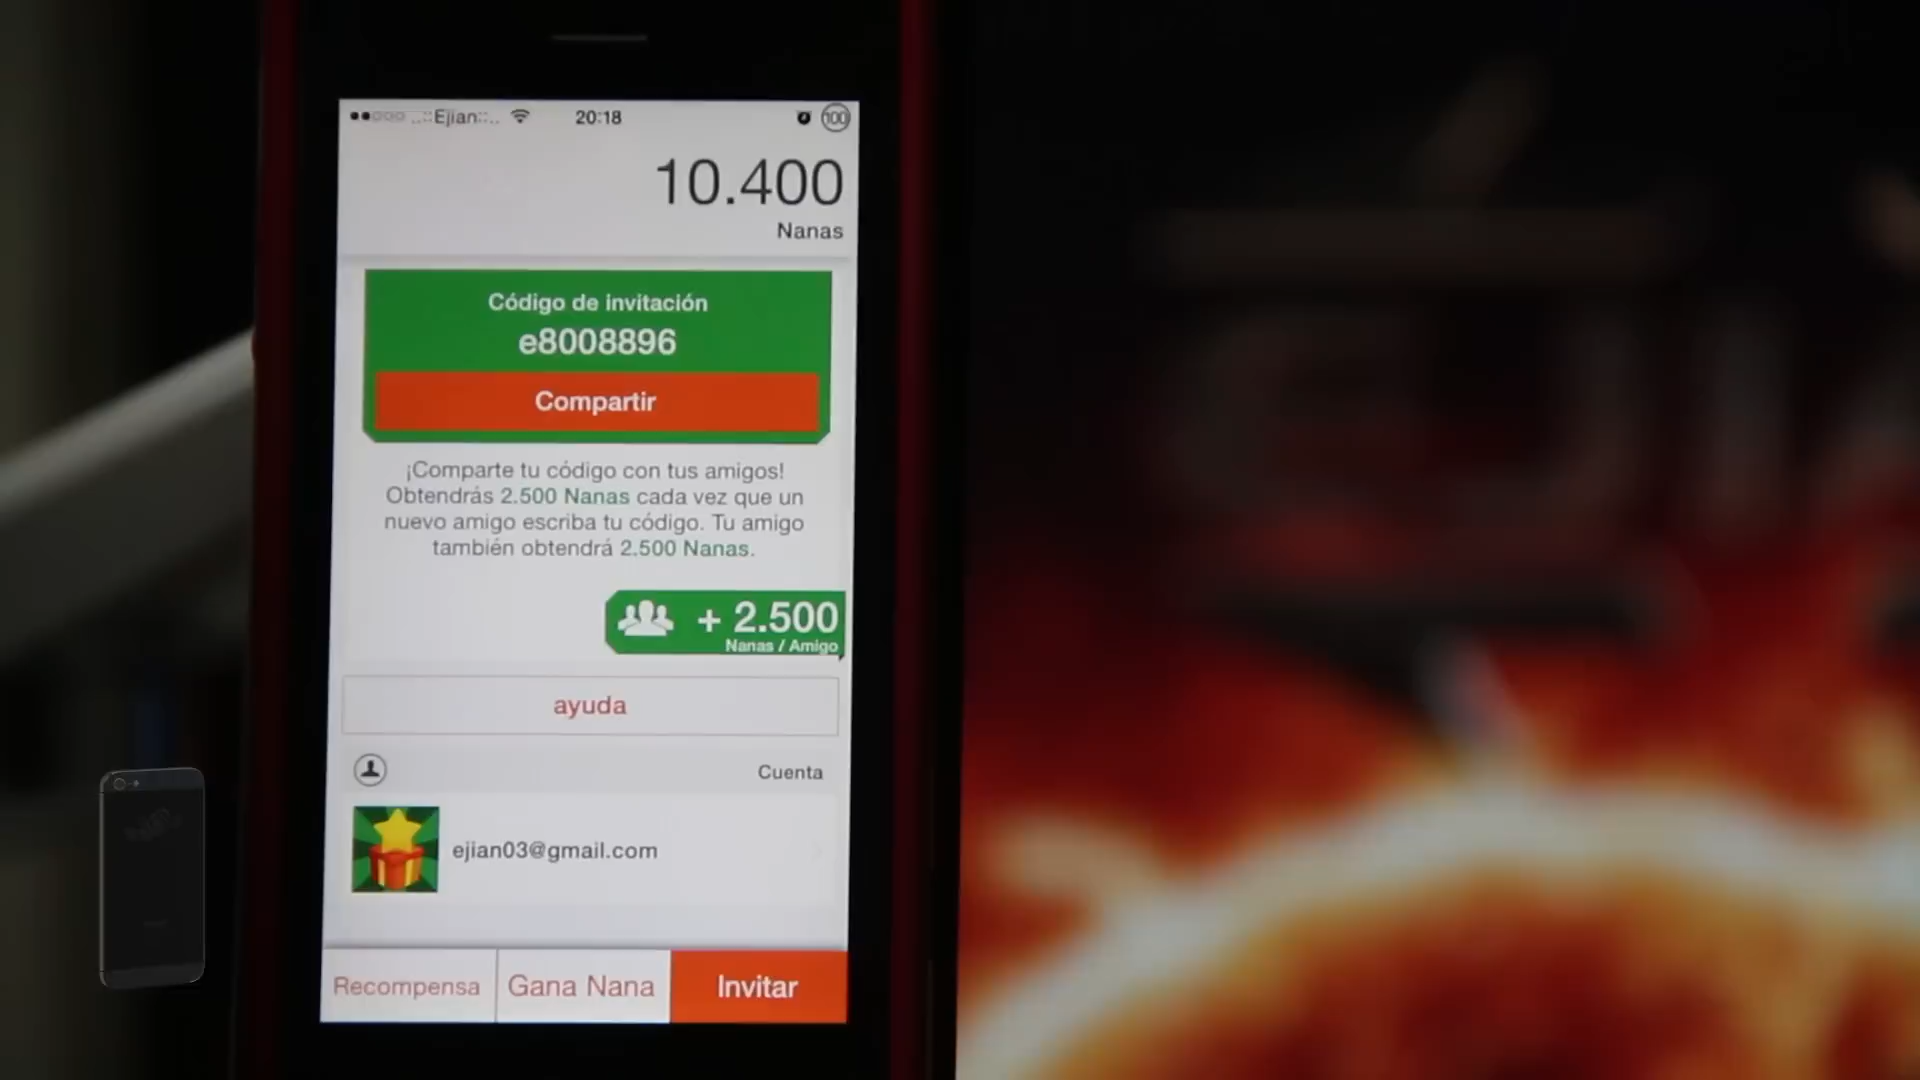 ..::Ejian::.. 20:18 100
10.400
Nanas
Código de invitación
e8008896
Compartir
¡Comparte tu código con tus amigos!
Obtendrás 2.500 Nanas cada vez que un
nuevo amigo escriba tu código. Tu amigo
también obtendrá 2.500 Nanas.
+ 2.500
Nanas / Amigo
ayuda
Cuenta
ejian03@gmail.com
Recompensa Gana Nana Invitar